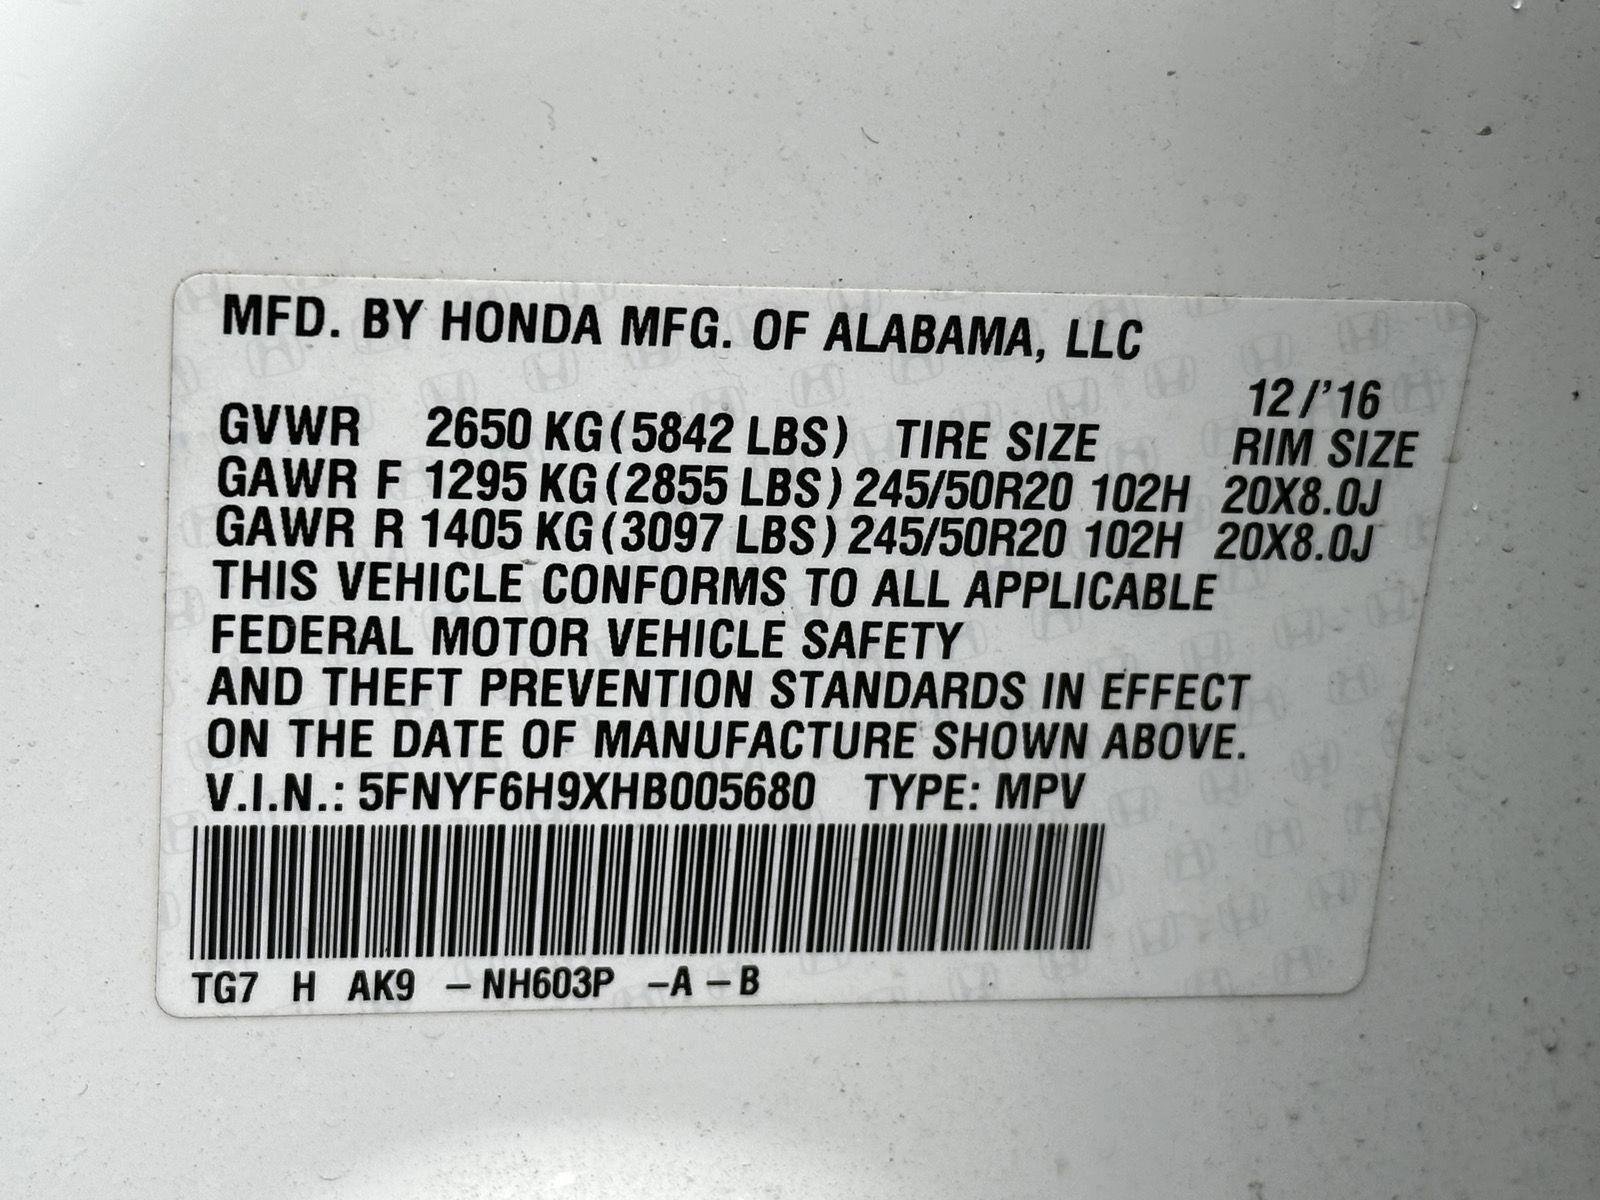 MFD. BY HONDA MFG. OF ALABAMA, LLC
12/'16
GVWR 2650 KG(5842 LBS) TIRE SIZE RIM SIZE
GAWR F 1295 KG(2855 LBS) 245/50R20 102H 20X8.0J
GAWR R 1405 KG(3097 LBS) 245/50R20 102H 20X8.0J
THIS VEHICLE CONFORMS TO ALL APPLICABLE
FEDERAL MOTOR VEHICLE SAFETY
AND THEFT PREVENTION STANDARDS IN EFFECT
ON THE DATE OF MANUFACTURE SHOWN ABOVE.
V.I.N.: 5FNYF6H9XHB005680 TYPE: MPV
TG7 H AK9 -NH603P -A -B